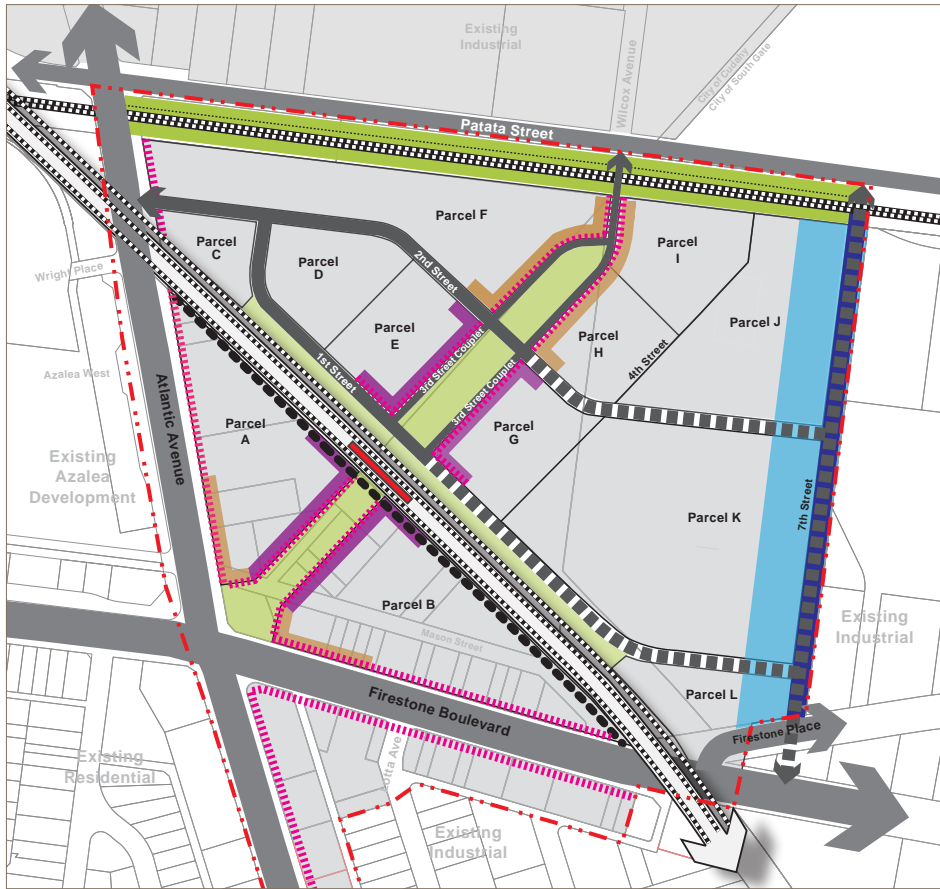 Existing
Industrial
Wilcox Avenue
City of Cudahy
City of South Gate
Patata Street
Parcel F
Parcel
C
Parcel
D
Parcel
I
2nd Street
Wright Place
Parcel
E
Parcel J
Parcel
H
4th Street
1st Street
3rd Street Couplet
3rd Street Couplet
Azalea West
Atlantic Avenue
Parcel
A
Parcel
G
Existing
Azalea
Development
Parcel K
7th Street
Parcel B
Mason Street
Existing
Industrial
Parcel L
Firestone Boulevard
Firestone Place
Existing
Residential
otta Ave
Existing
Industrial